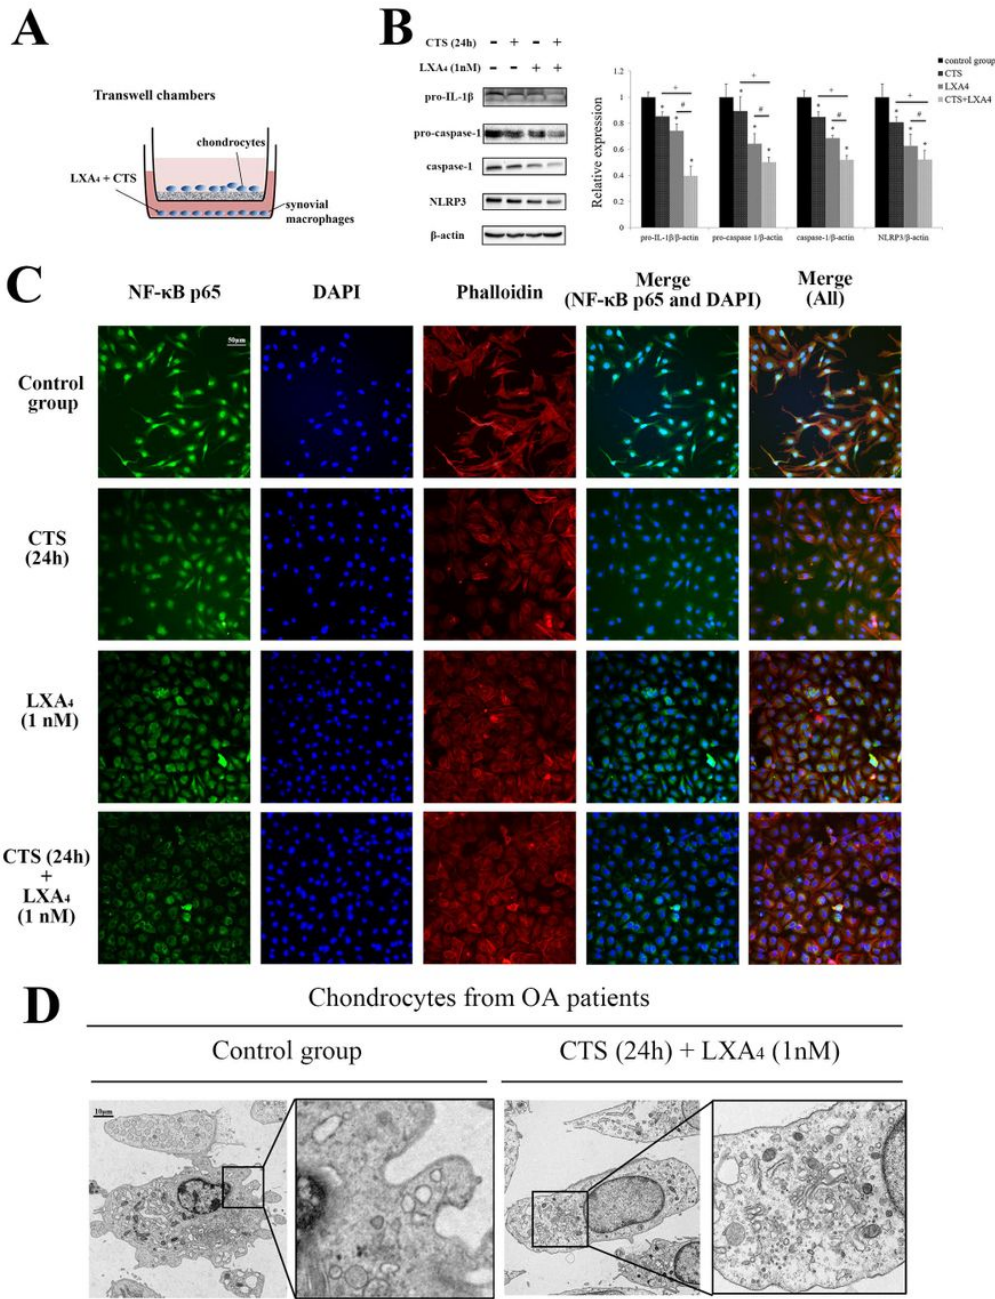 A
Transwell chambers
chondrocytes
LXA₄ + CTS
synovial
macrophages
B
CTS (24h) - + - +
LXA₄ (1nM) - - + +
pro-IL-1β
pro-caspase-1
caspase-1
NLRP3
β-actin
control group
CTS
LXA4
CTS+LXA4
Relative expression
1.2
1
0.8
0.6
0.4
0.2
0
+ + + +
# # # #
* * * * * * * * * * * *
pro-IL-1β/β-actin
pro-caspase 1/β-actin
caspase-1/β-actin
NLRP3/β-actin
C
NF-κB p65
DAPI
Phalloidin
Merge
(NF-κB p65 and DAPI)
Merge
(All)
50μm
Control
group
CTS
(24h)
LXA₄
(1 nM)
CTS (24h)
+
LXA₄
(1 nM)
D
Chondrocytes from OA patients
Control group
CTS (24h) + LXA₄ (1nM)
10μm